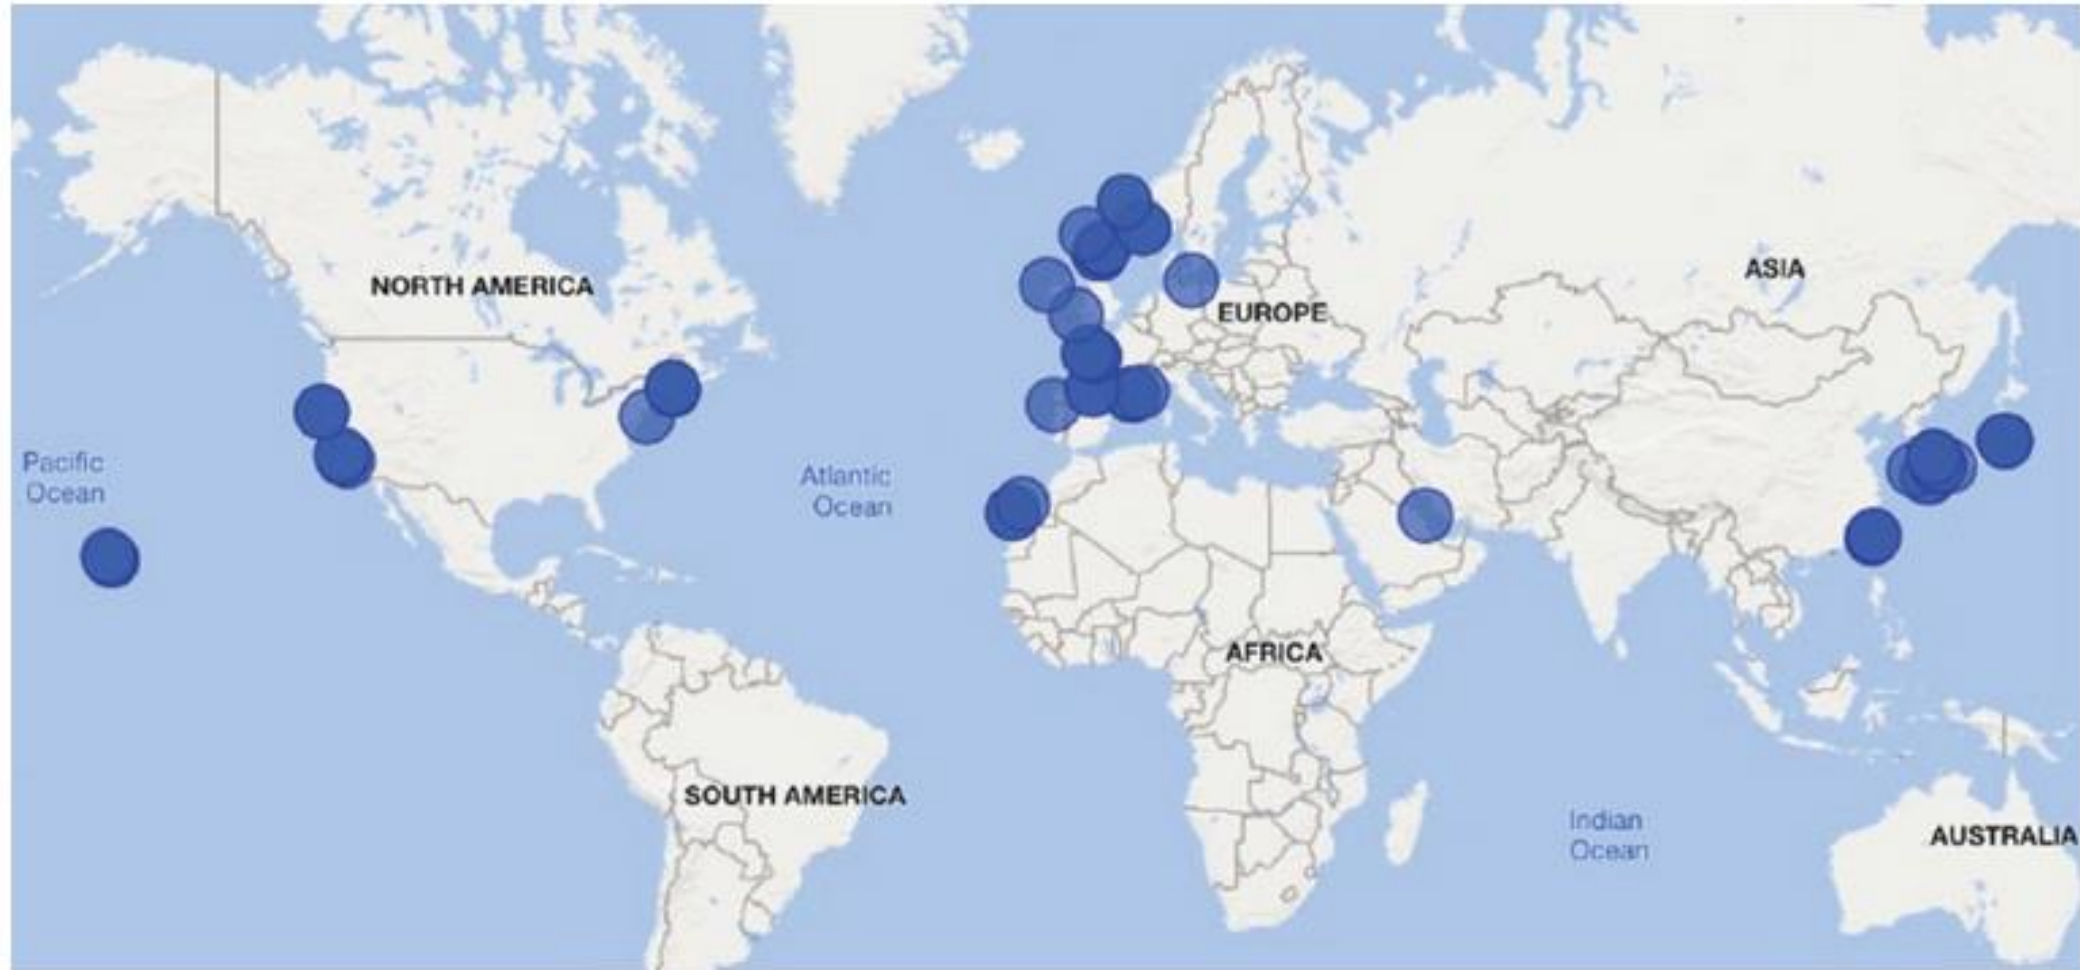 ASIA
NORTH AMERICA
EUROPE
Pacific
Ocean
Atlantic
Ocean
AFRICA
SOUTH AMERICA
Indian
Ocean
AUSTRALIA